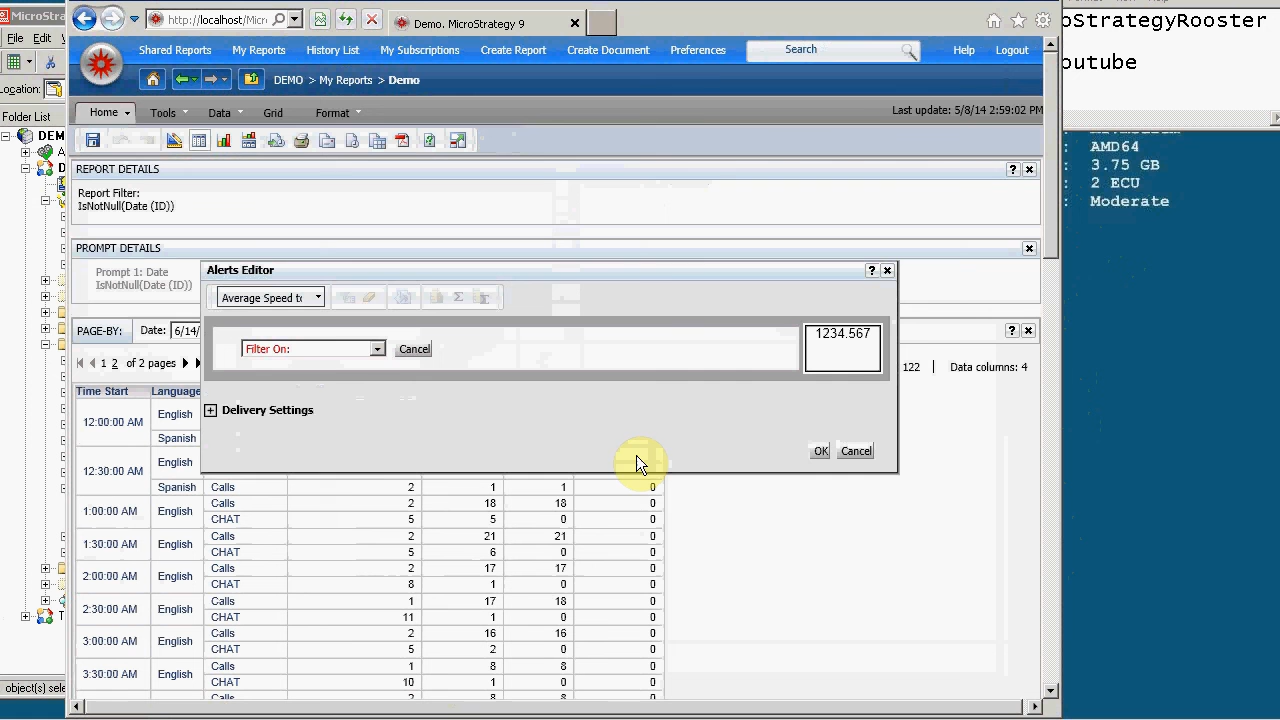 MicroStr
File Edit
Location:
Folder List
DEM
object(s) sele
http://localhost/Micr
Demo. MicroStrategy 9
Shared Reports My Reports History List My Subscriptions Create Report Create Document Preferences Search Help Logout
DEMO > My Reports > Demo
Home Tools Data Grid Format Last update: 5/8/14 2:59:02 PM
REPORT DETAILS
Report Filter:
IsNotNull(Date (ID))
PROMPT DETAILS
Prompt 1: Date
IsNotNull(Date (ID))
Alerts Editor
Average Speed to
Filter On: Cancel
1234.567
Delivery Settings
OK Cancel
PAGE-BY: Date: 6/14/
1 2 of 2 pages 122 Data columns: 4
Time Start Language
12:00:00 AM English
Spanish
12:30:00 AM English
Spanish Calls 2 1 1 0
1:00:00 AM English Calls 2 18 18 0
CHAT 5 5 0 0
1:30:00 AM English Calls 2 21 21 0
CHAT 5 6 0 0
2:00:00 AM English Calls 2 17 17 0
CHAT 8 1 0 0
2:30:00 AM English Calls 1 17 18 0
CHAT 11 1 0 0
3:00:00 AM English Calls 2 16 16 0
CHAT 5 2 0 0
3:30:00 AM English Calls 1 8 8 0
CHAT 10 1 0 0
Calls 2 8 8 0
oStrategyRooster
outube
: AMD64
: 3.75 GB
: 2 ECU
: Moderate